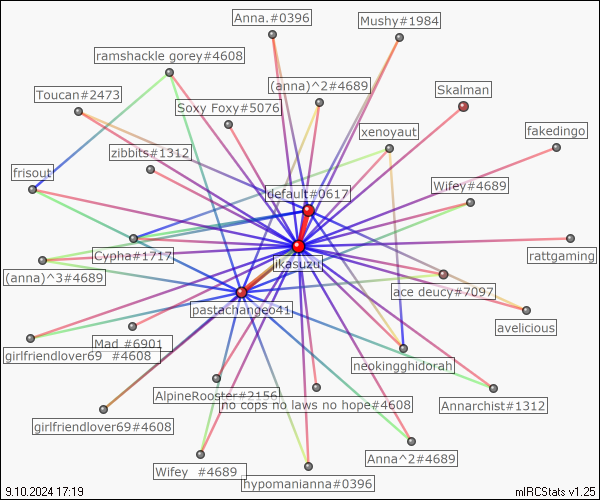 Anna.#0396
Mushy#1984
ramshackle gorey#4608
(anna)^2#4689
Toucan#2473
Skalman
Soxy Foxy#5076
xenoyaut
fakedingo
zibbits#1312
frisout
default#0617
Wifey#4689
Cypha#1717
ikasuzu
rattgaming
(anna)^3#4689
ace deucy#7097
pastachangeo41
avelicious
Mad_#6901
girlfriendlover69 #4608
neokingghidorah
AlpineRooster#2156
no cops no laws no hope#4608
Annarchist#1312
girlfriendlover69#4608
Anna^2#4689
Wifey #4689
hypomanianna#0396
9.10.2024 17:19
mIRCStats v1.25